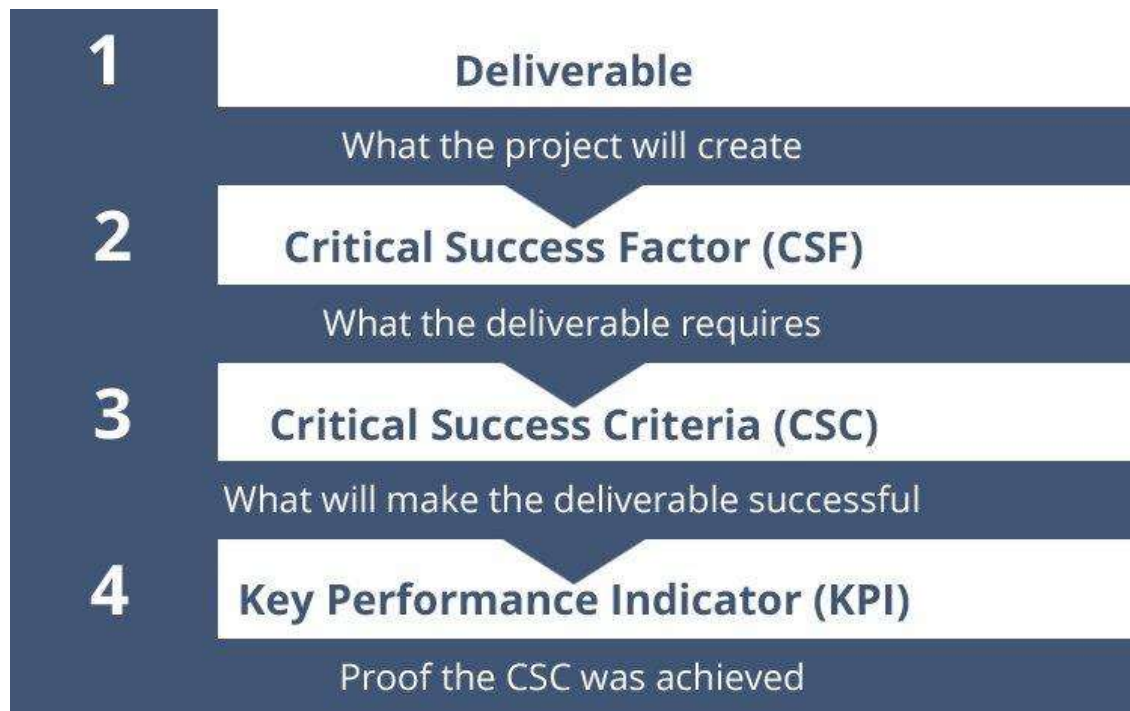 1
Deliverable
What the project will create
2
Critical Success Factor (CSF)
What the deliverable requires
3
Critical Success Criteria (CSC)
What will make the deliverable successful
4
Key Performance Indicator (KPI)
Proof the CSC was achieved